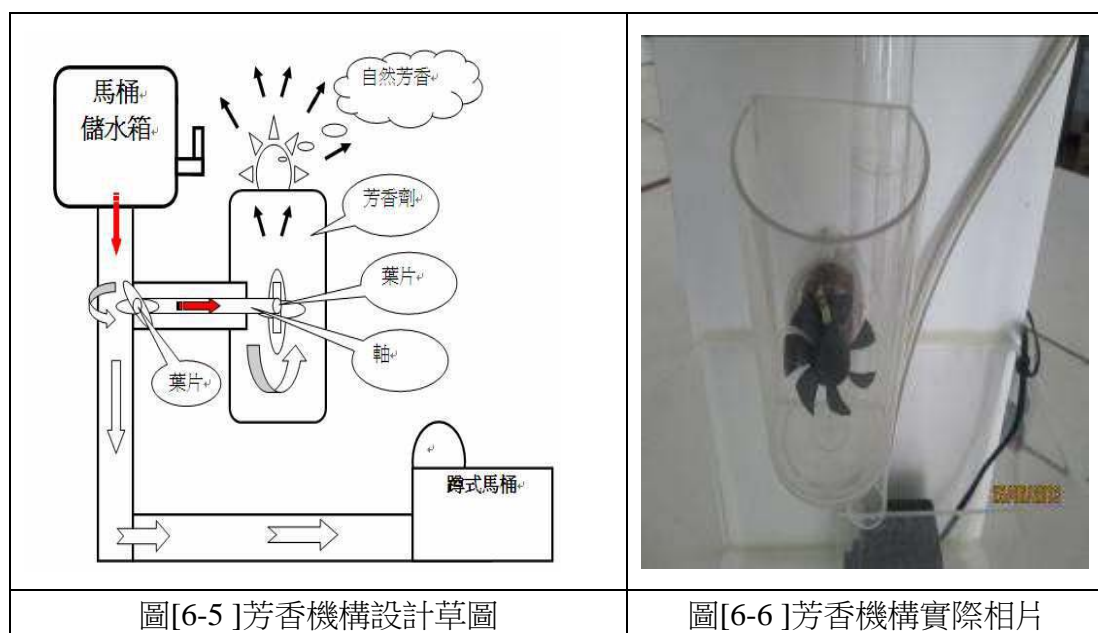 馬桶
儲水箱
自然芳香
芳香劑
葉片
軸
葉片
蹲式馬桶
圖[6-5 ]芳香機構設計草圖
圖[6-6 ]芳香機構實際相片